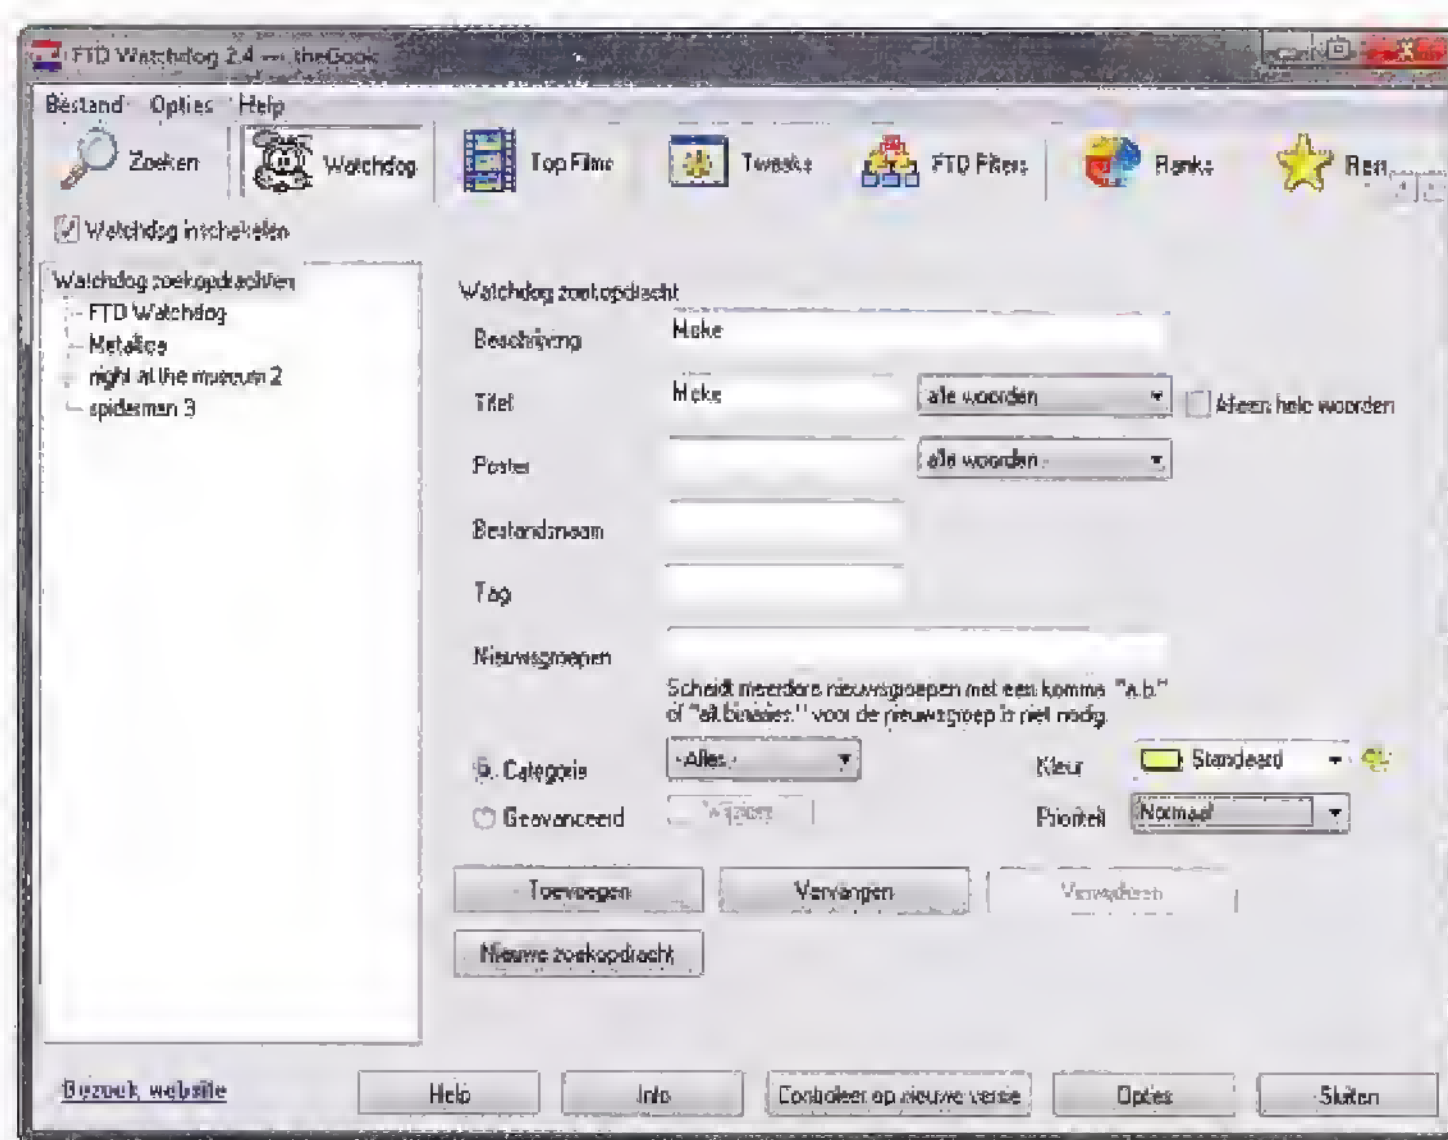 FTD Watchdog 2.4 — theGook
Bestand Opties Help
Zoeken Watchdog Top Films Tweaks FTD Filters Ranks
Watchdog inschakelen
Watchdog zoekopdrachten
FTD Watchdog
Metallica
night at the museum 2
spiderman 3
Watchdog zoekopdracht
Beschrijving
Titel alle woorden Alleen hele woorden
Poster alle woorden
Bestandsnaam
Tag
Nieuwsgroepen
Scheidt meerdere nieuwsgroepen met een komma. "a.b."
of "alt.binaries." voor de nieuwsgroep is niet nodig.
Categorie - Alles - Kleur Standaard
Geavanceerd Prioriteit Normaal
Toevoegen Vervangen Verwijderen
Nieuwe zoekopdracht
Bezoek website Help Info Controleer op nieuwe versie Opties Sluiten